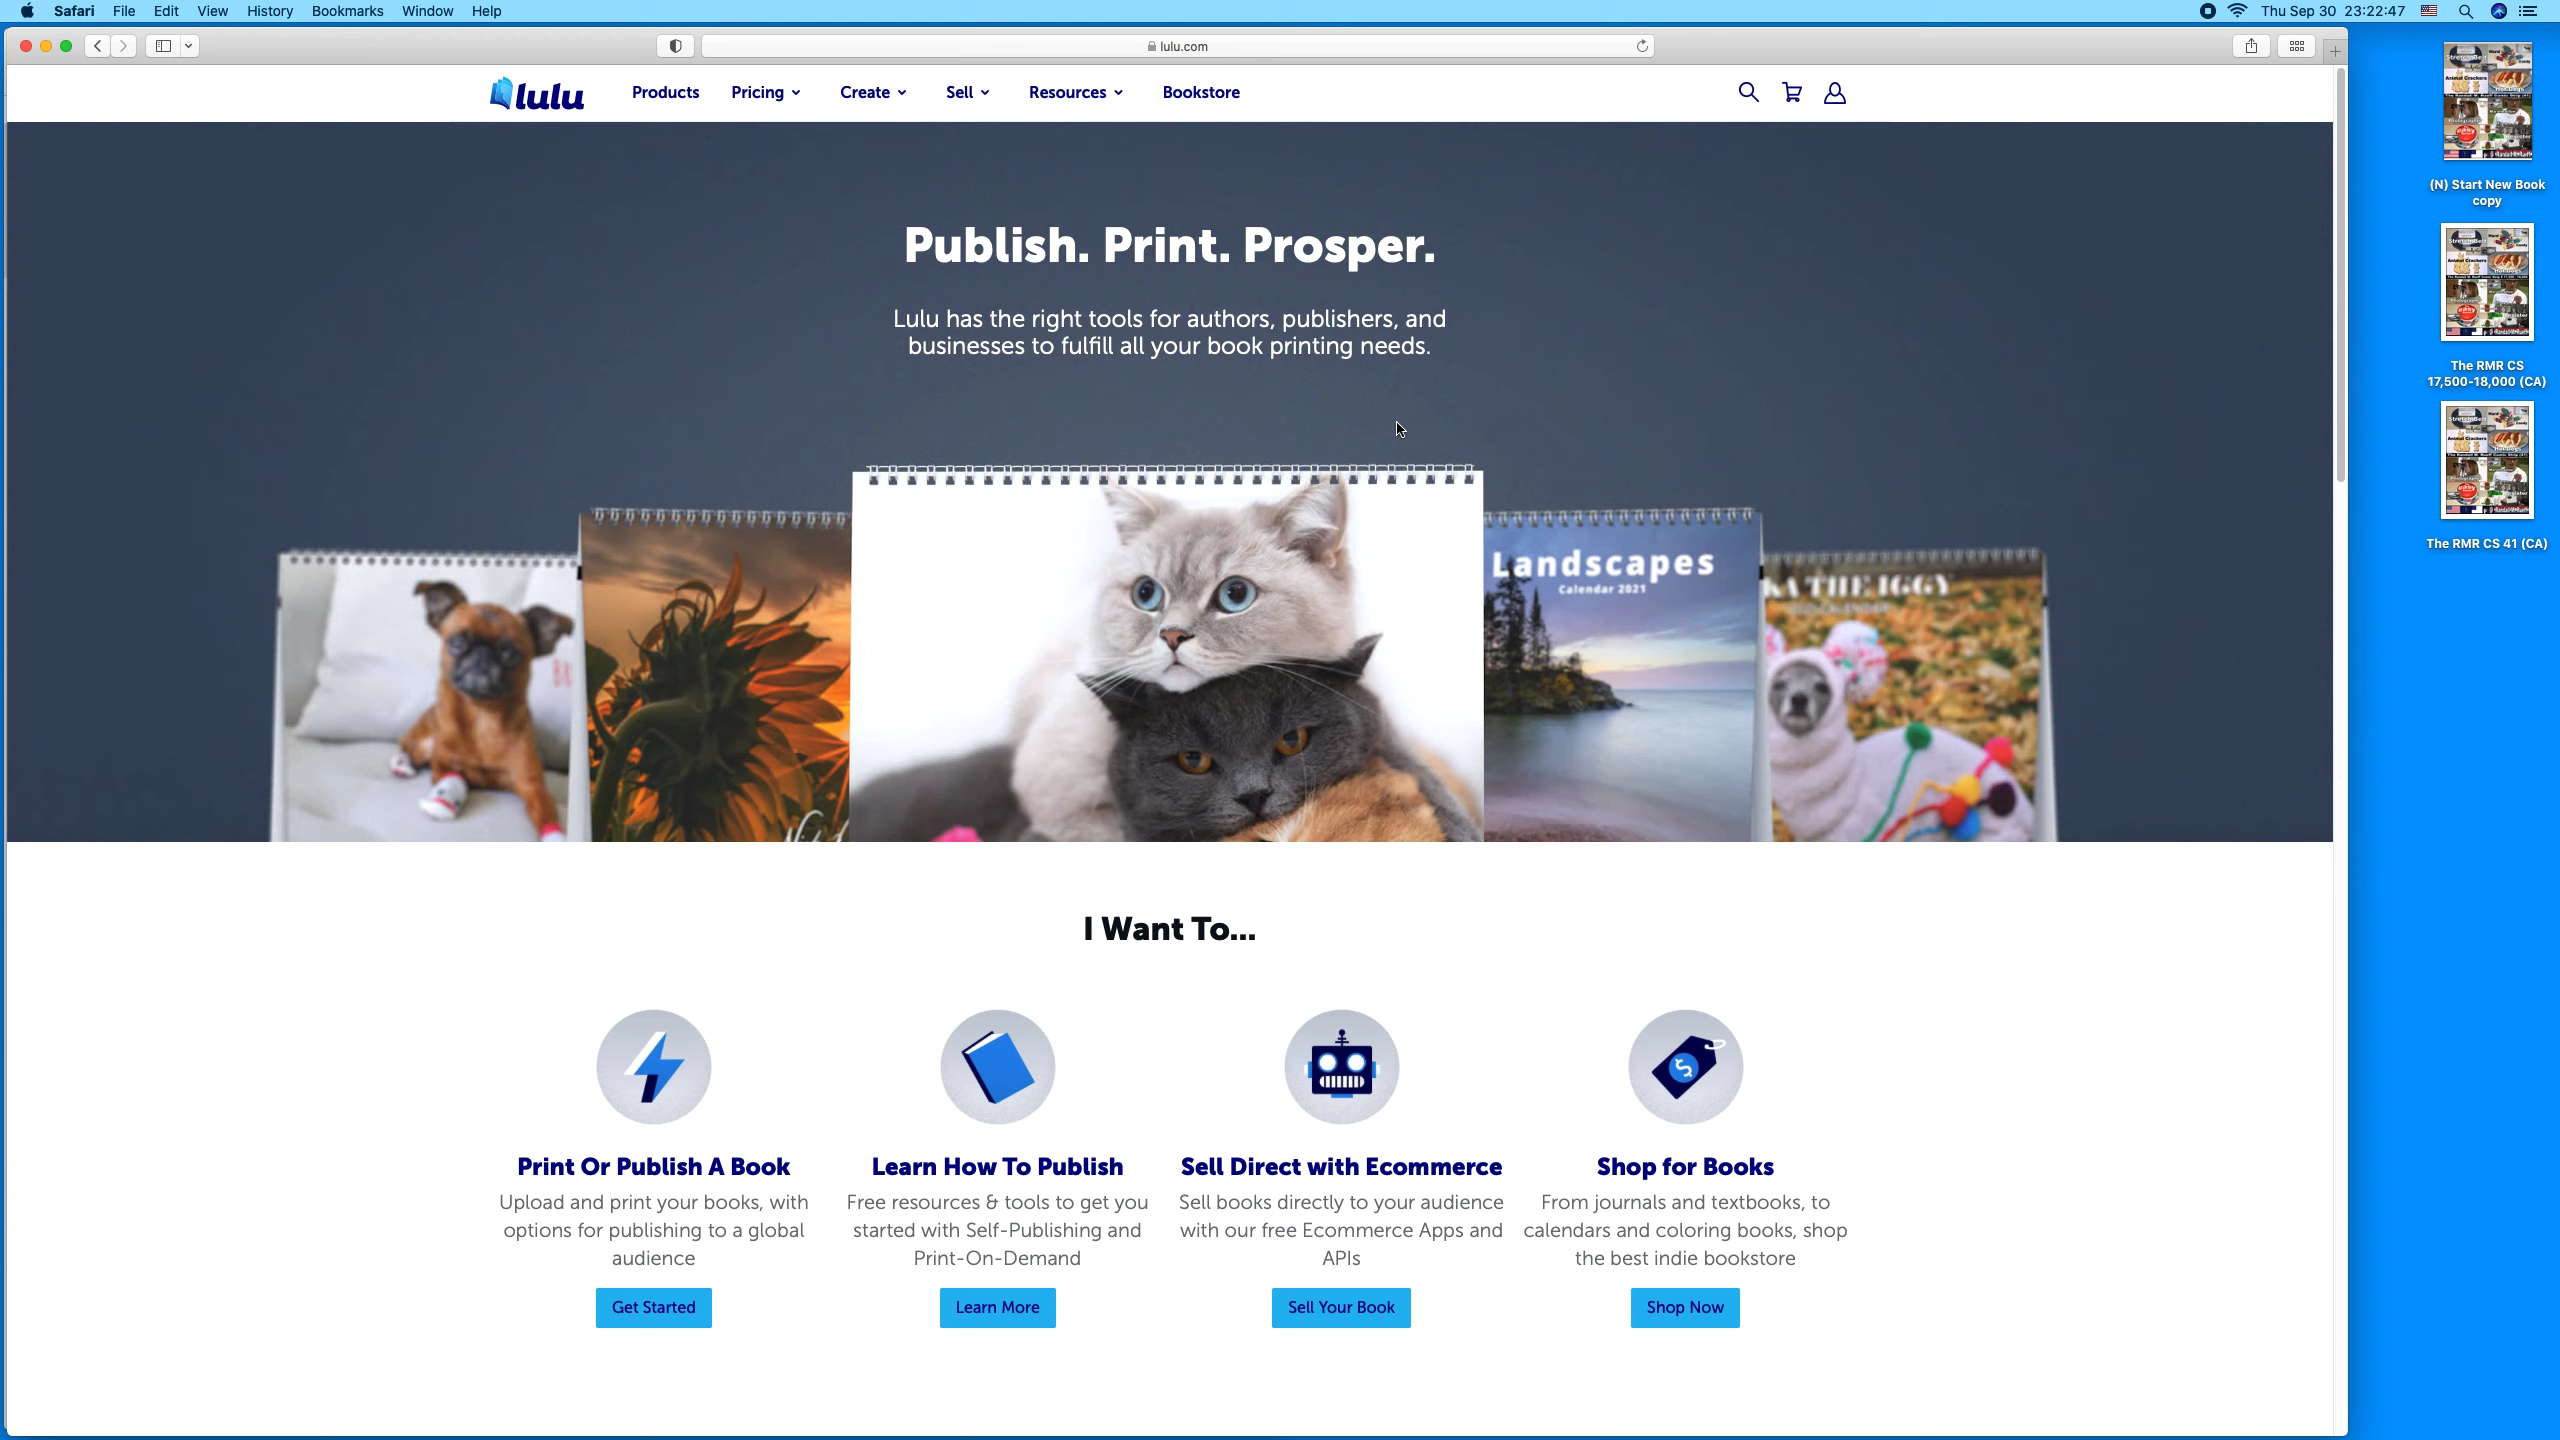 Safari File Edit View History Bookmarks Window Help
Thu Sep 30 23:22:47
lulu.com
lulu
Products Pricing Create Sell Resources Bookstore
Publish. Print. Prosper.
Lulu has the right tools for authors, publishers, and
businesses to fulfill all your book printing needs.
Landscapes
Calendar 2021
KA THE IGGY
I Want To...
Print Or Publish A Book
Upload and print your books, with
options for publishing to a global
audience
Get Started
Learn How To Publish
Free resources & tools to get you
started with Self-Publishing and
Print-On-Demand
Learn More
Sell Direct with Ecommerce
Sell books directly to your audience
with our free Ecommerce Apps and
APIs
Sell Your Book
Shop for Books
From journals and textbooks, to
calendars and coloring books, shop
the best indie bookstore
Shop Now
(N) Start New Book
copy
The RMR CS
17,500-18,000 (CA)
The RMR CS 41 (CA)